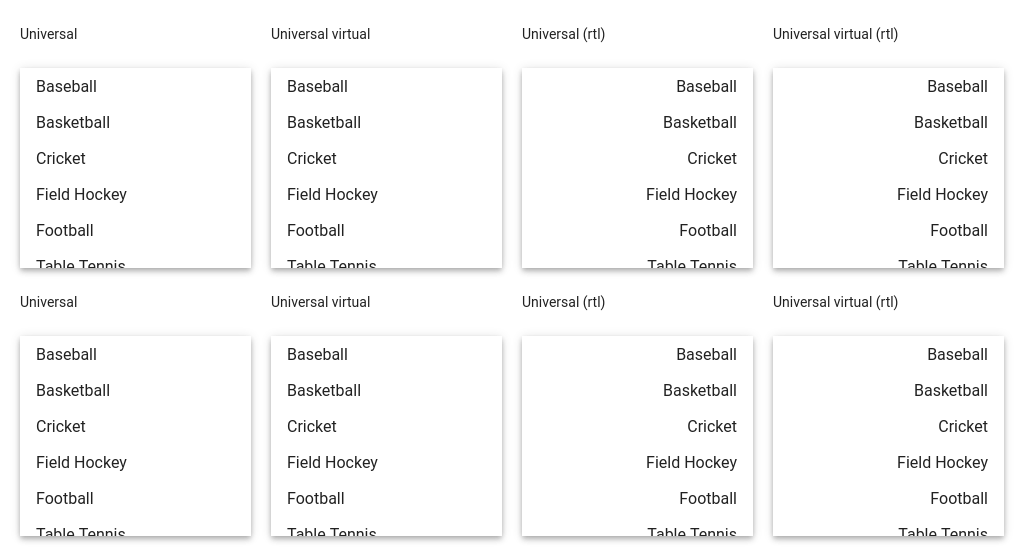 Universal
Universal virtual
Universal (rtl)
Universal virtual (rtl)
Baseball
Basketball
Cricket
Field Hockey
Football
Table Tennis
Baseball
Basketball
Cricket
Field Hockey
Football
Table Tennis
Baseball
Basketball
Cricket
Field Hockey
Football
Table Tennis
Baseball
Basketball
Cricket
Field Hockey
Football
Table Tennis
Universal
Universal virtual
Universal (rtl)
Universal virtual (rtl)
Baseball
Basketball
Cricket
Field Hockey
Football
Table Tennis
Baseball
Basketball
Cricket
Field Hockey
Football
Table Tennis
Baseball
Basketball
Cricket
Field Hockey
Football
Table Tennis
Baseball
Basketball
Cricket
Field Hockey
Football
Table Tennis